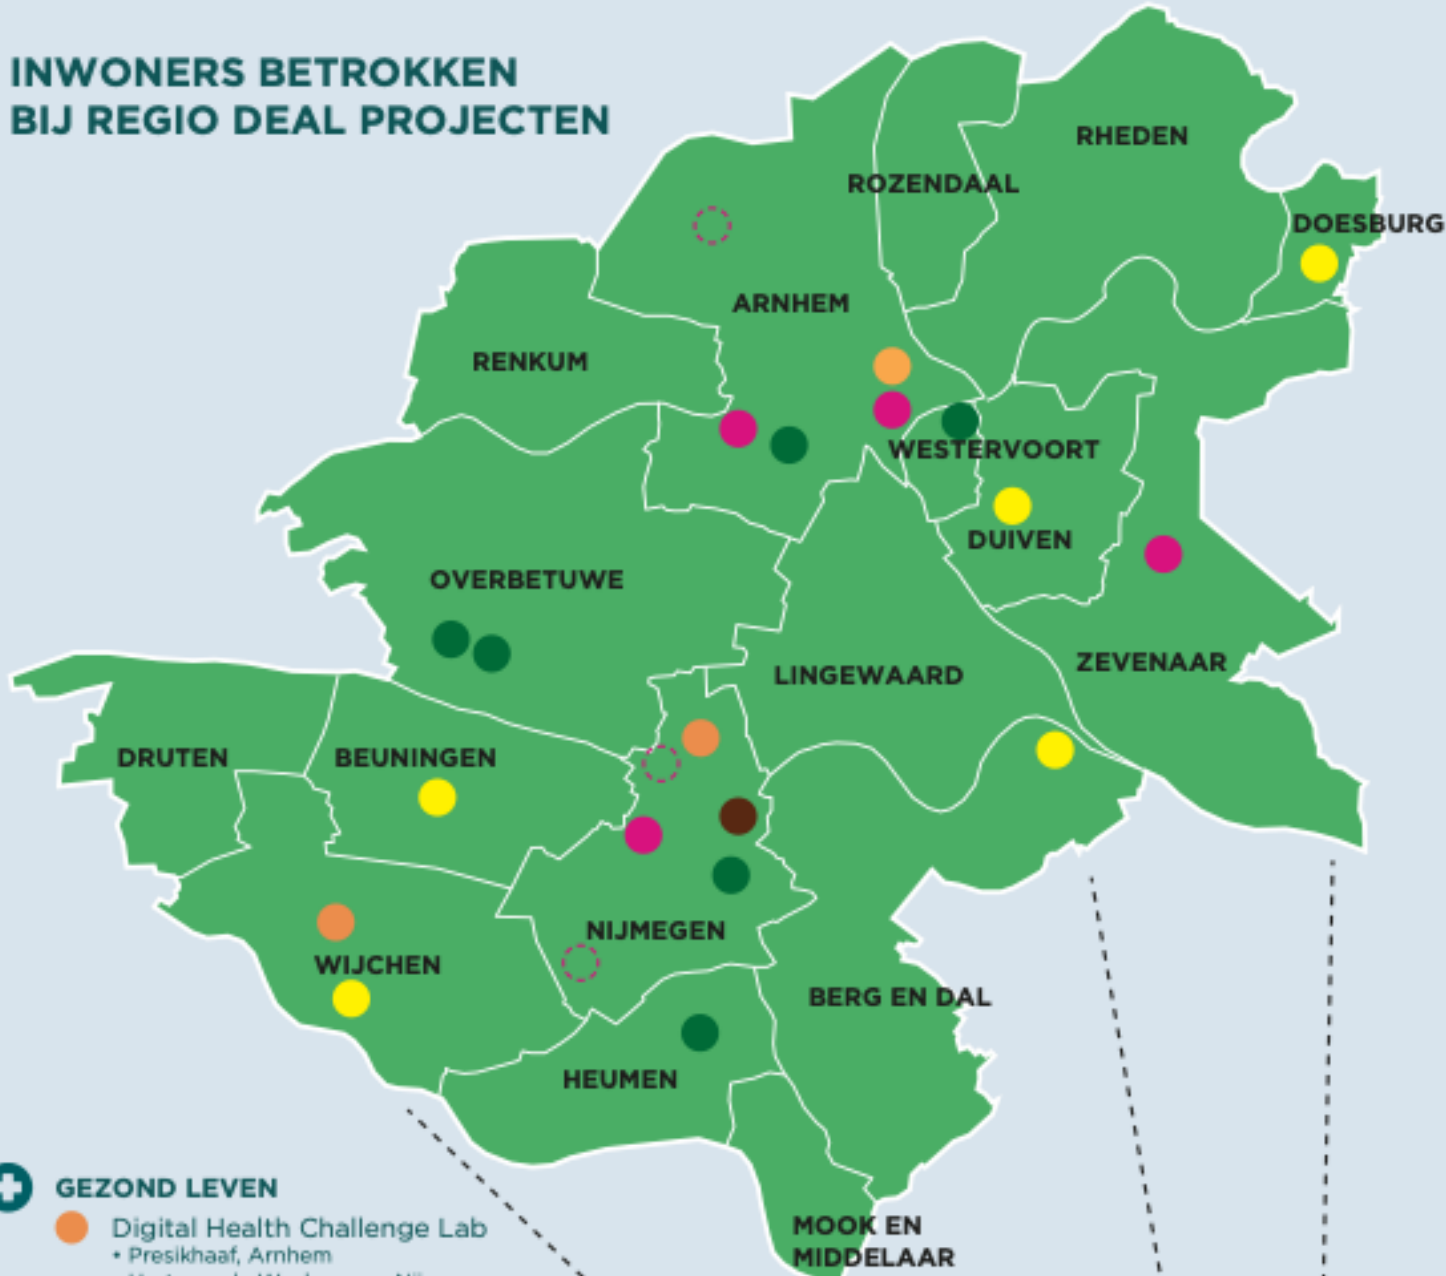 INWONERS BETROKKEN
BIJ REGIO DEAL PROJECTEN
RHEDEN
ROZENDAAL
DOESBURG
ARNHEM
RENKUM
WESTERVOORT
DUIVEN
OVERBETUWE
ZEVENAAR
LINGEWAARD
DRUTEN
BEUNINGEN
NIJMEGEN
WIJCHEN
BERG EN DAL
HEUMEN
GEZOND LEVEN
Digital Health Challenge Lab
• Presikhaaf, Arnhem
MOOK EN
MIDDELAAR